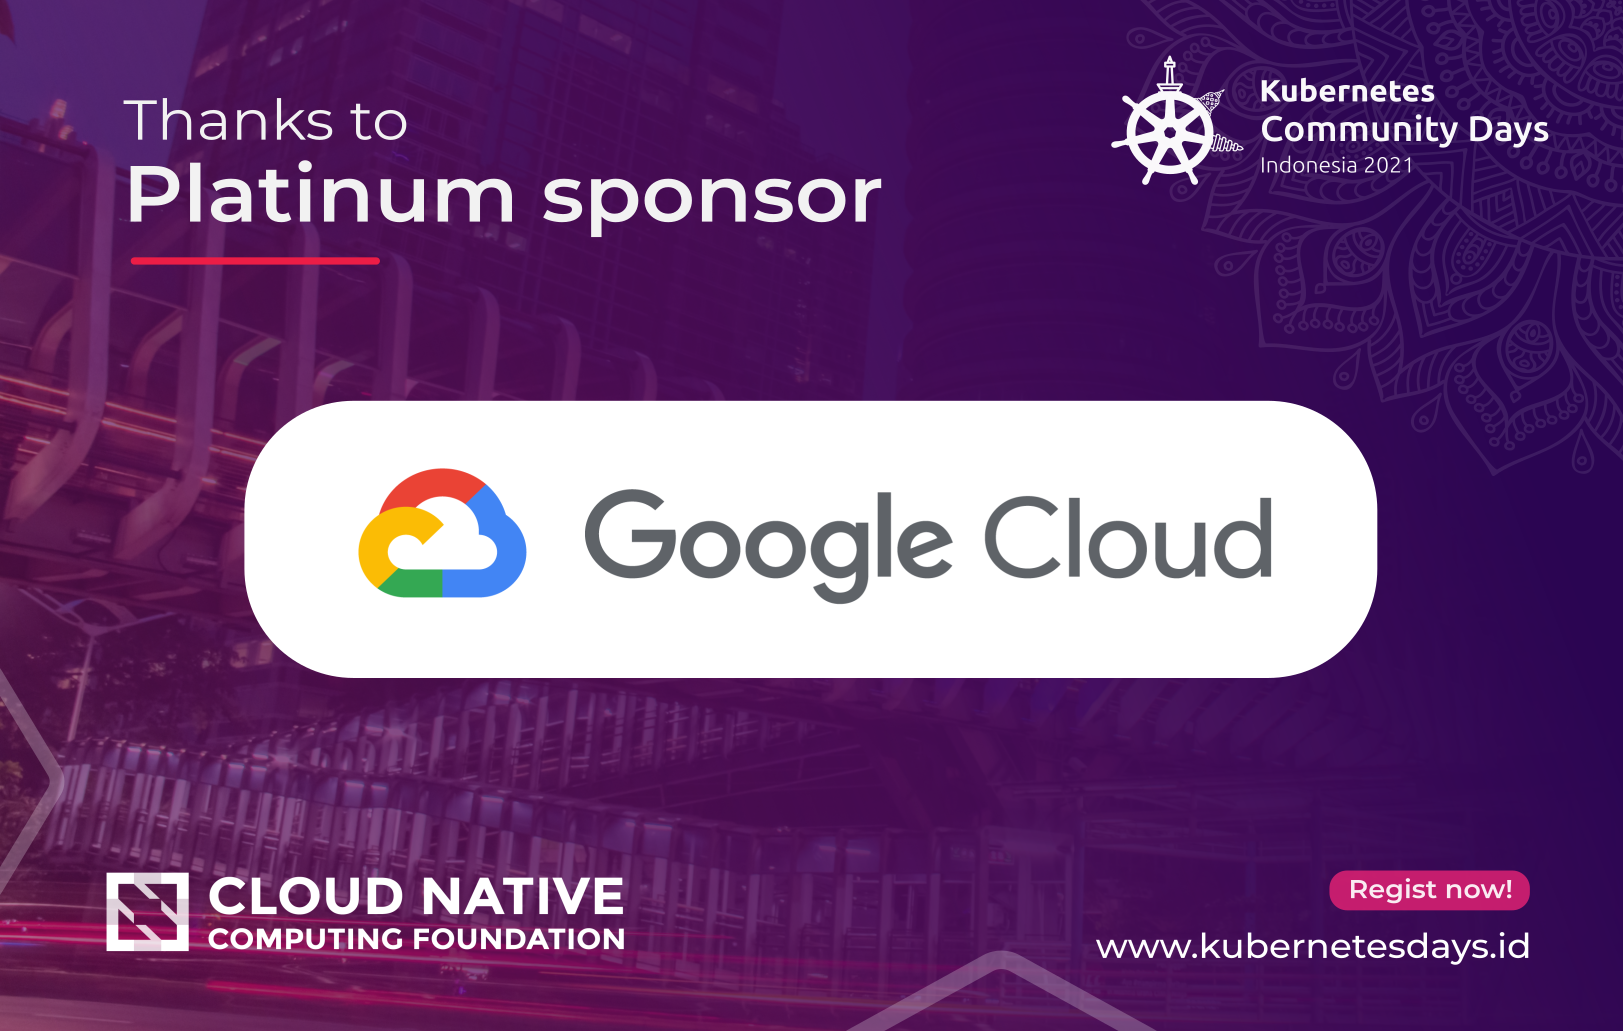 Thanks to
Platinum sponsor
Kubernetes
Community Days
Indonesia 2021
Google Cloud
CLOUD NATIVE
COMPUTING FOUNDATION
Regist now!
www.kubernetesdays.id